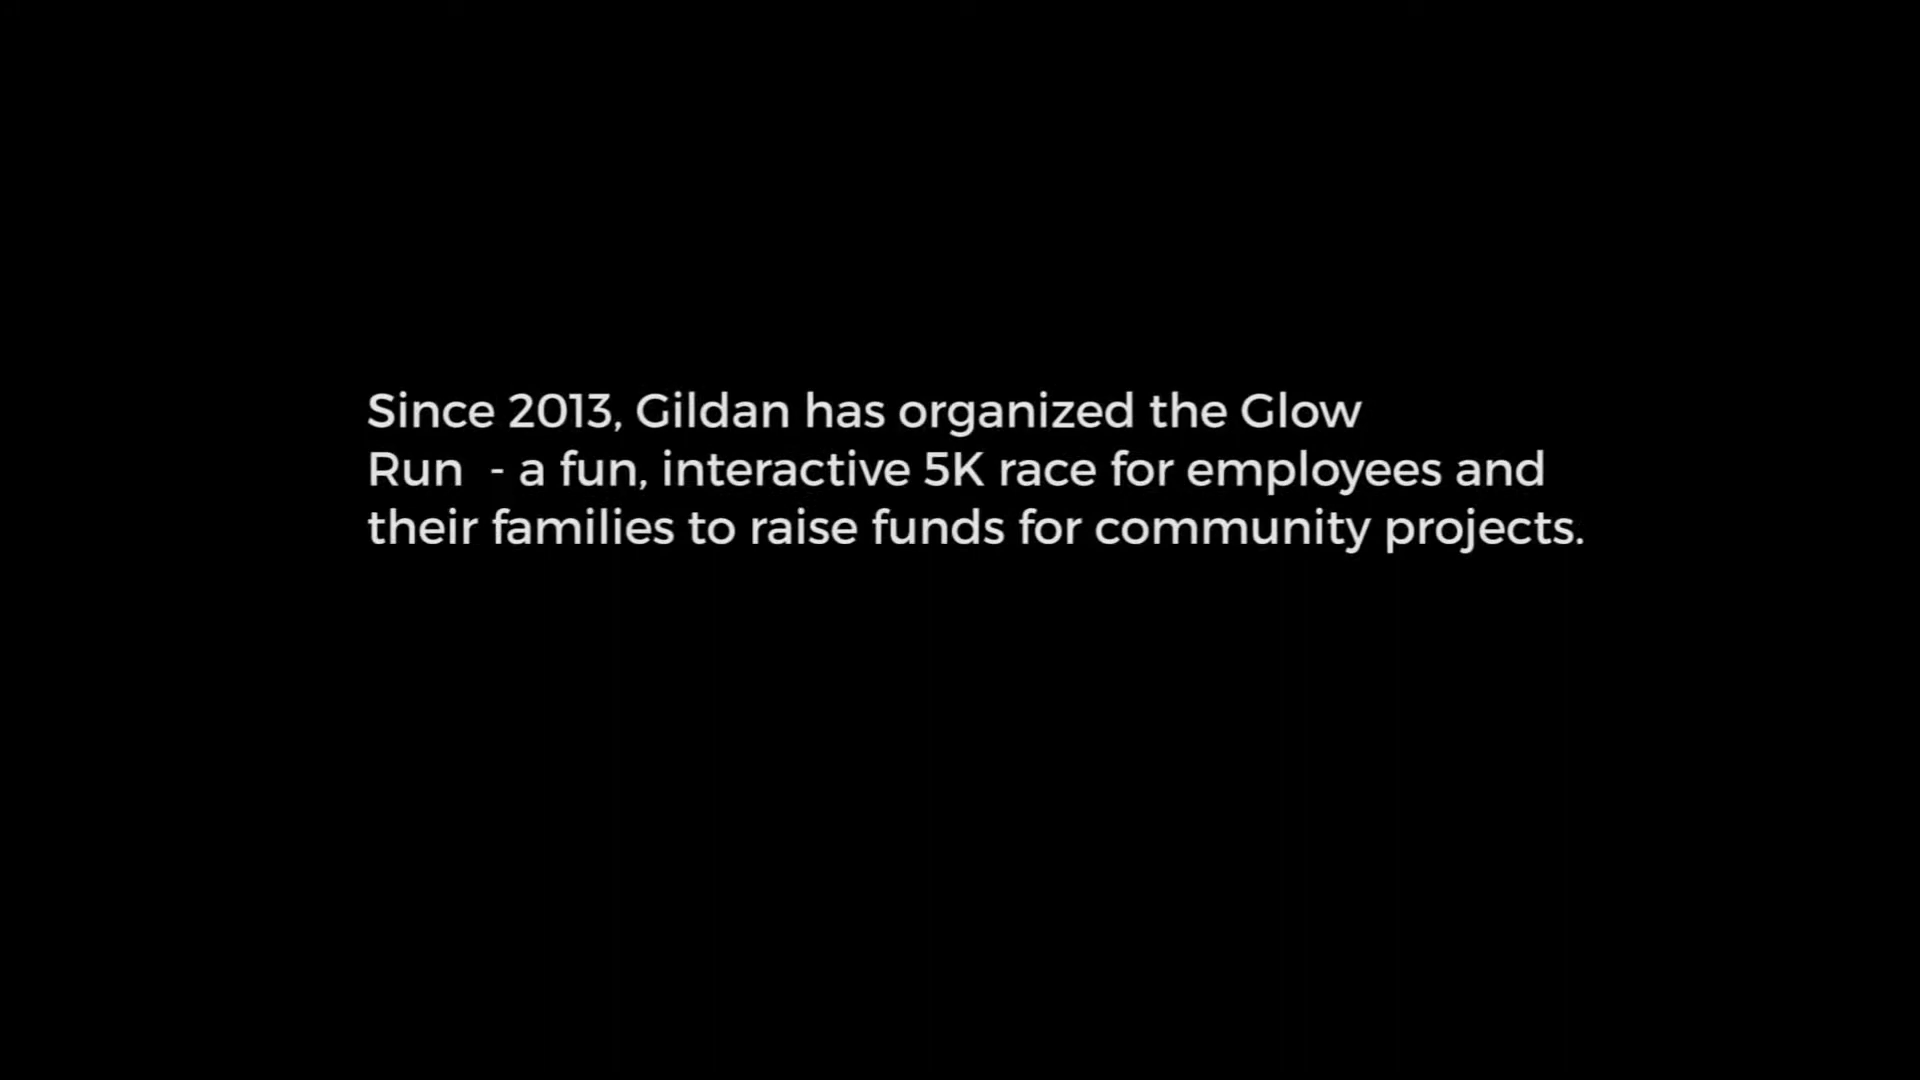 Since 2013, Gildan has organized the Glow
Run  - a fun, interactive 5K race for employees and
their families to raise funds for community projects.